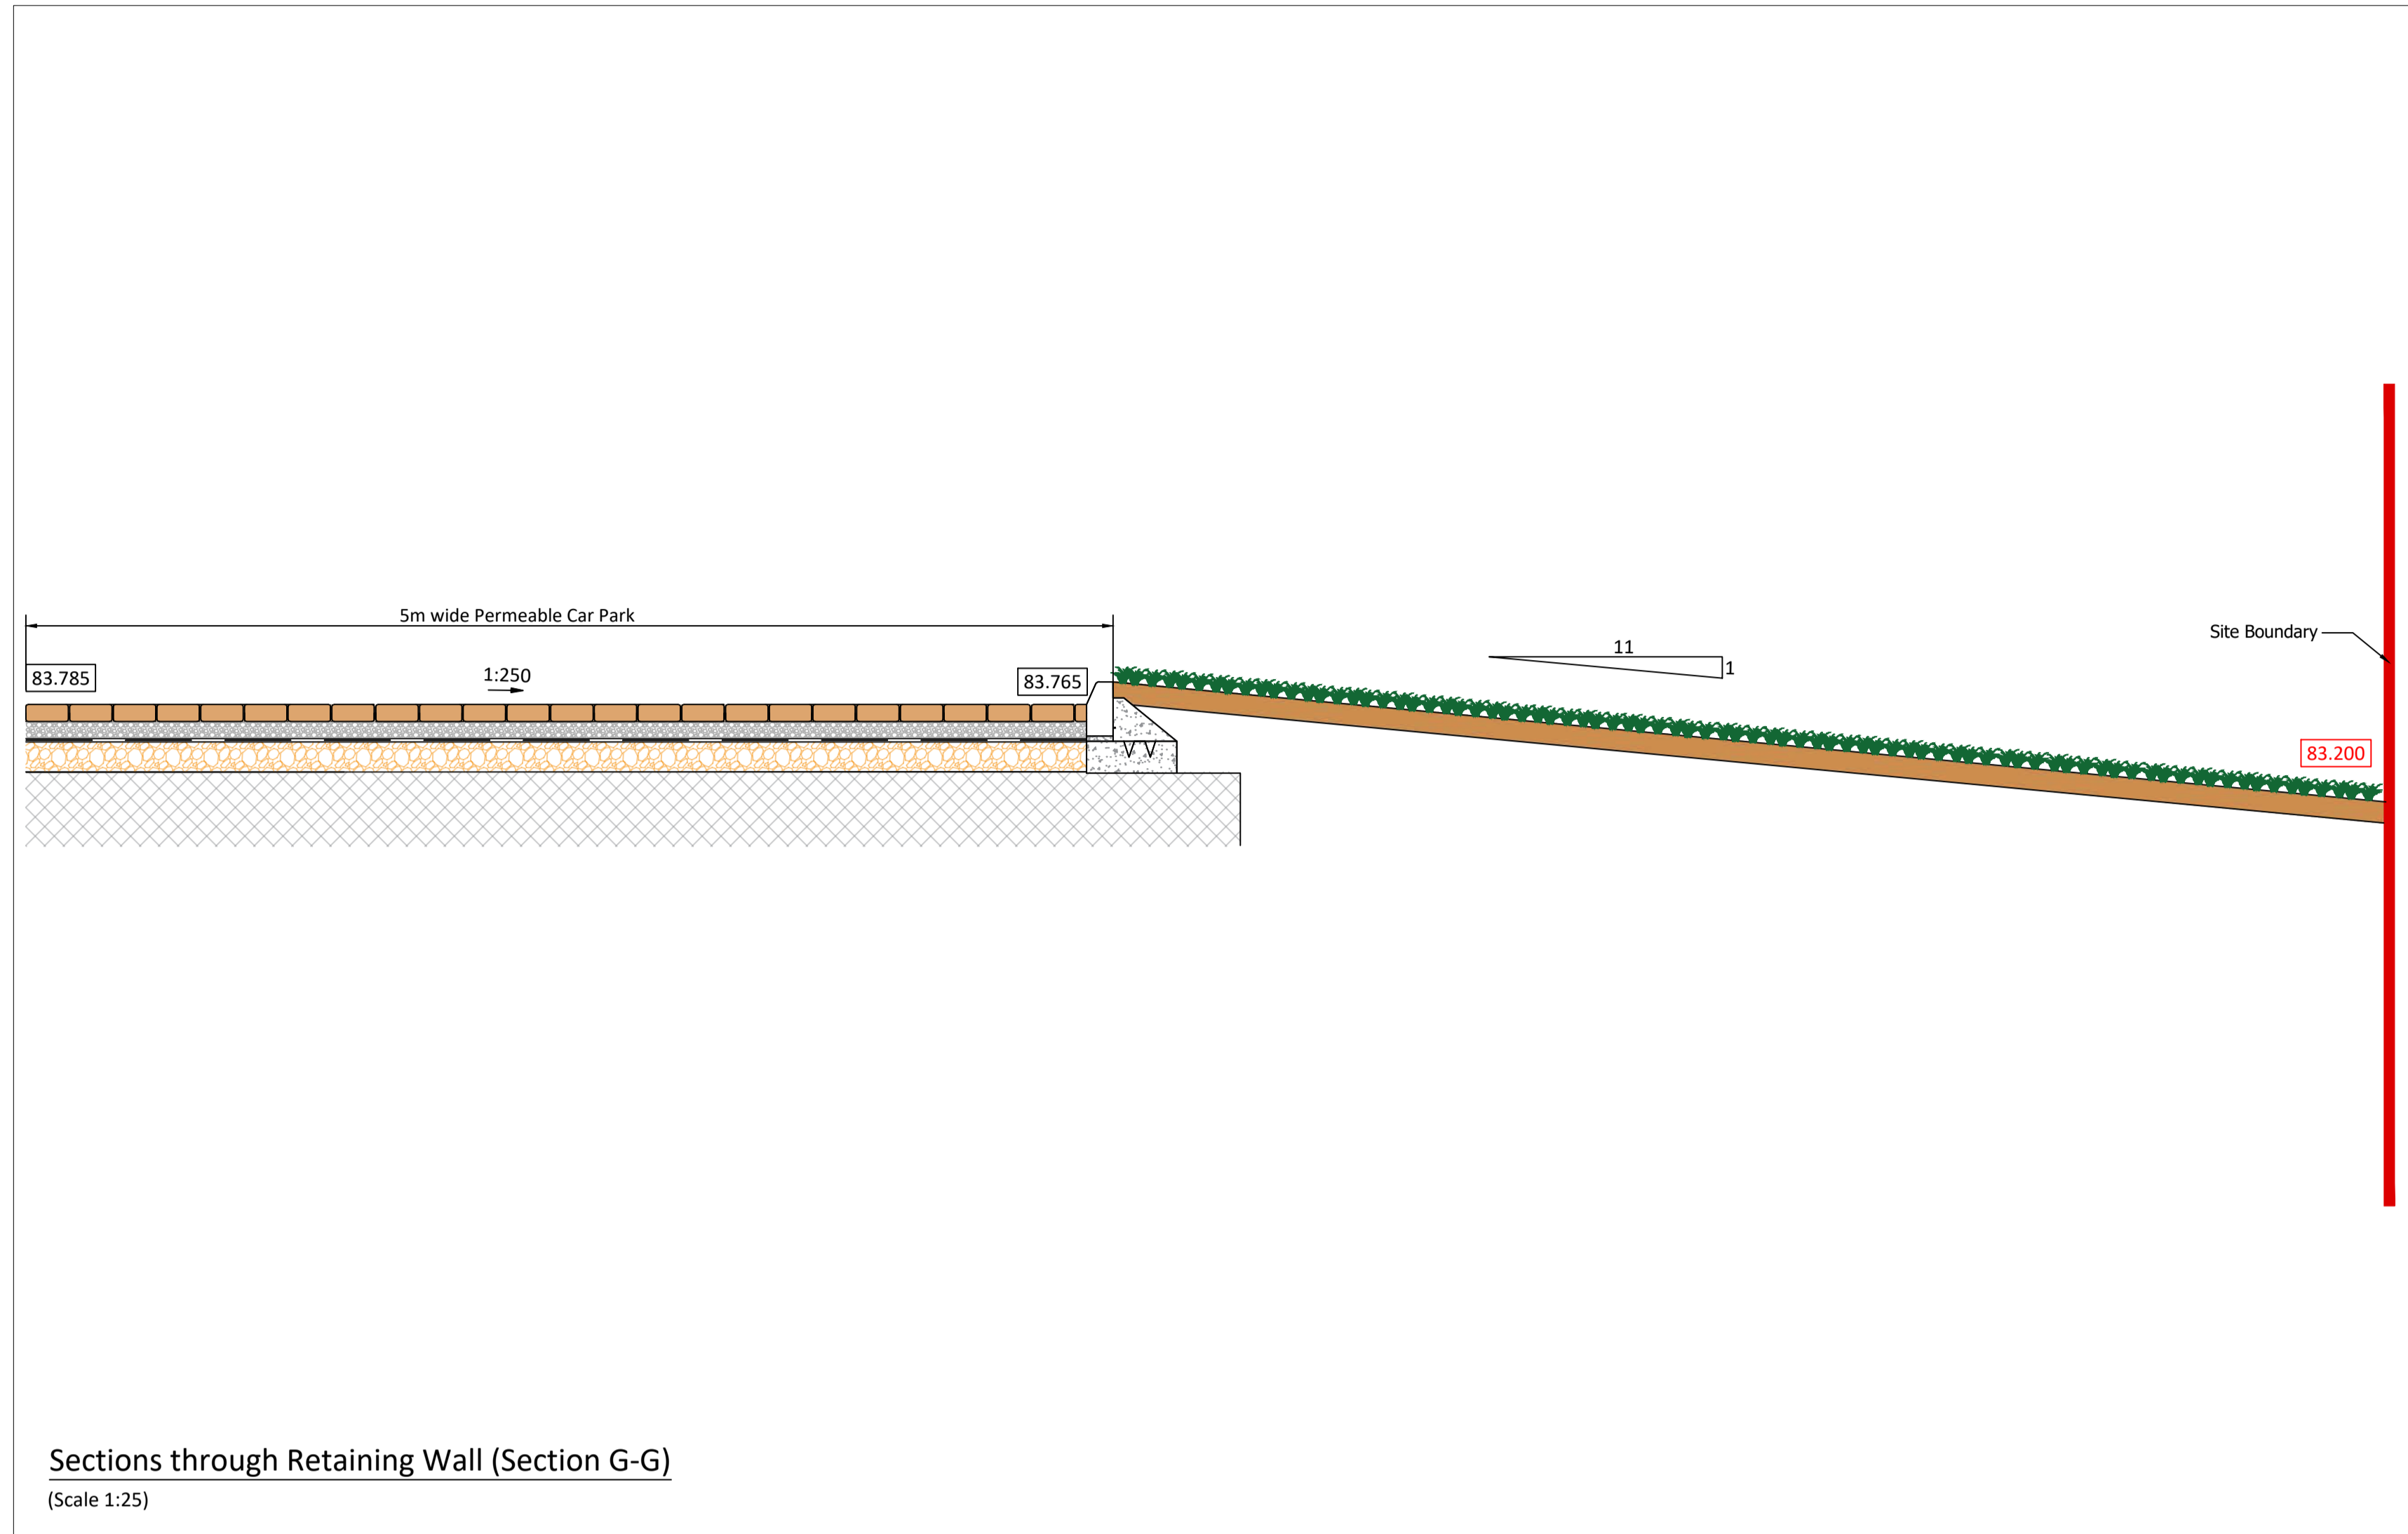 5m wide Permeable Car Park
83.785
1:250
83.765
11
1
Site Boundary
83.200
Sections through Retaining Wall (Section G-G)
(Scale 1:25)